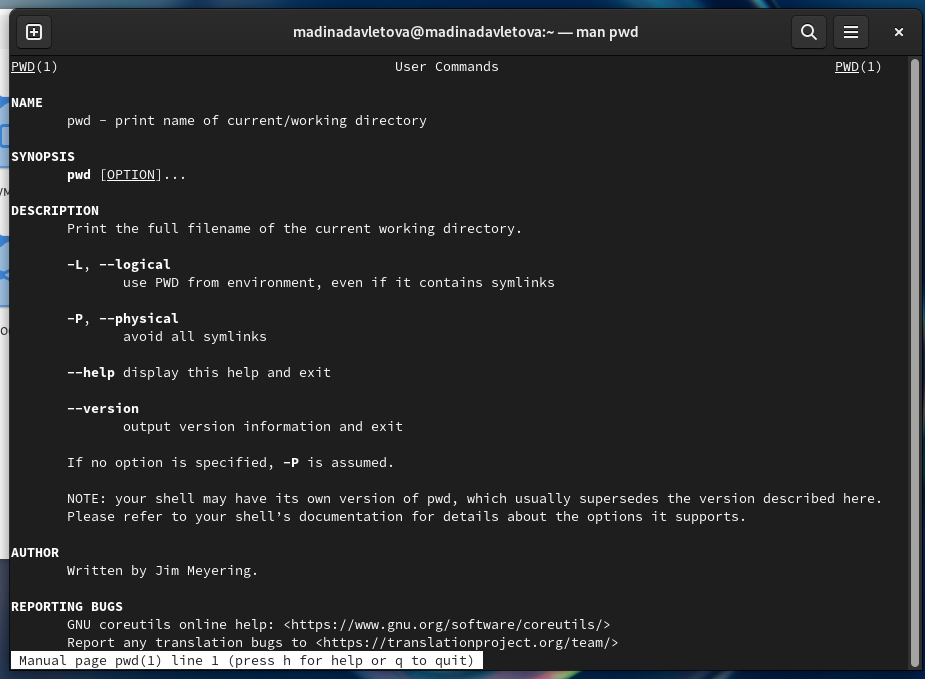 madinadavletova@madinadavletova:~ — man pwd
PWD(1) User Commands PWD(1)
NAME
pwd - print name of current/working directory
SYNOPSIS
pwd [OPTION]...
DESCRIPTION
Print the full filename of the current working directory.
-L, --logical
use PWD from environment, even if it contains symlinks
-P, --physical
avoid all symlinks
--help display this help and exit
--version
output version information and exit
If no option is specified, -P is assumed.
NOTE: your shell may have its own version of pwd, which usually supersedes the version described here.
Please refer to your shell’s documentation for details about the options it supports.
AUTHOR
Written by Jim Meyering.
REPORTING BUGS
GNU coreutils online help: <https://www.gnu.org/software/coreutils/>
Report any translation bugs to <https://translationproject.org/team/>
Manual page pwd(1) line 1 (press h for help or q to quit)